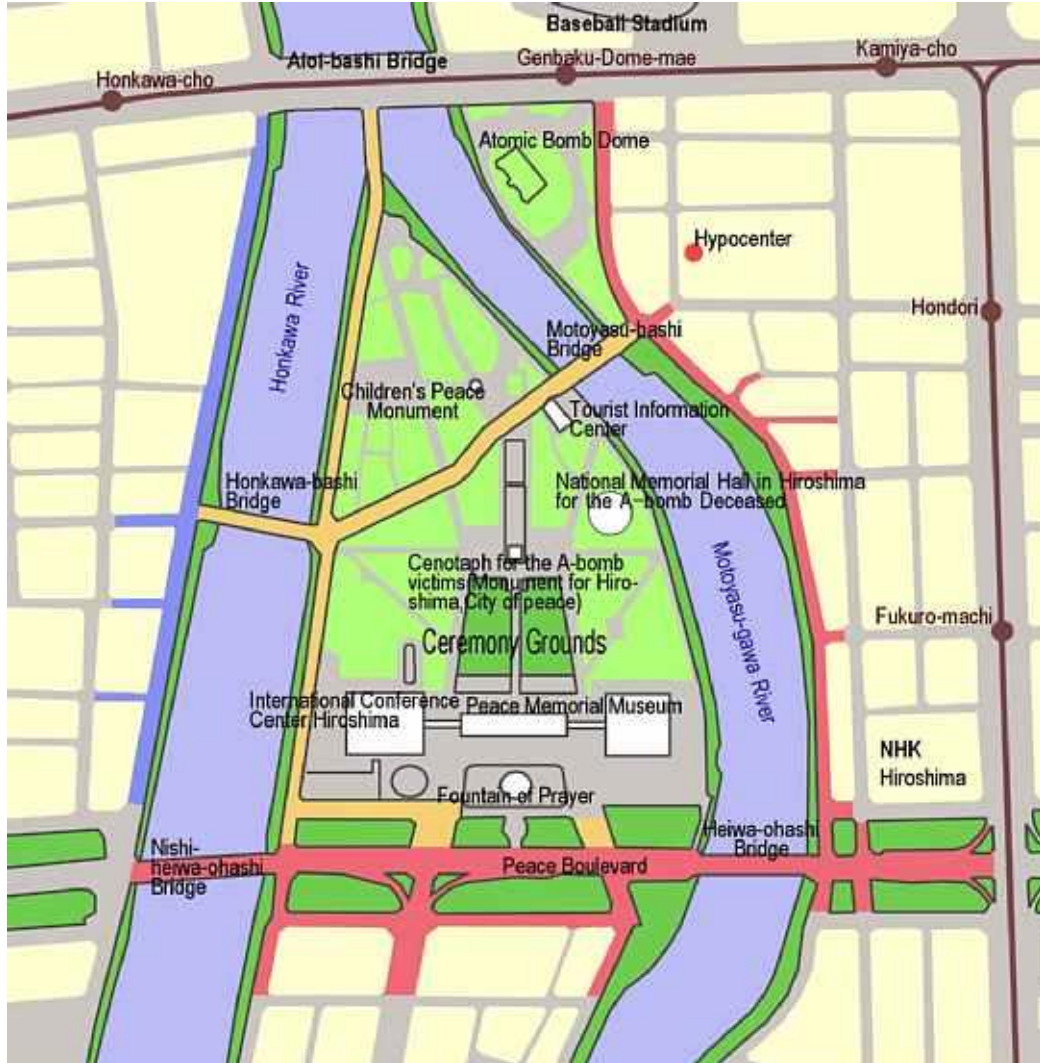 Baseball Stadium
Aioi-bashi Bridge
Genbaku-Dome-mae
Kamiya-cho
Honkawa-cho
Atomic Bomb Dome
Hypocenter
Honkawa River
Hondori
Motoyasu-bashi
Bridge
Children's Peace
Monument
Tourist Information
Center
Honkawa-bashi
Bridge
National Memorial Hall in Hiroshima
for the A-bomb Deceased
Motoyasu-gawa River
Cenotaph for the A-bomb
victims(Monument for Hiro-
shima,City of peace)
Fukuro-machi
Ceremony Grounds
International Conference
Center,Hiroshima
Peace Memorial Museum
NHK
Hiroshima
Fountain of Prayer
Heiwa-ohashi
Bridge
Nishi-
heiwa-ohashi
Bridge
Peace Boulevard